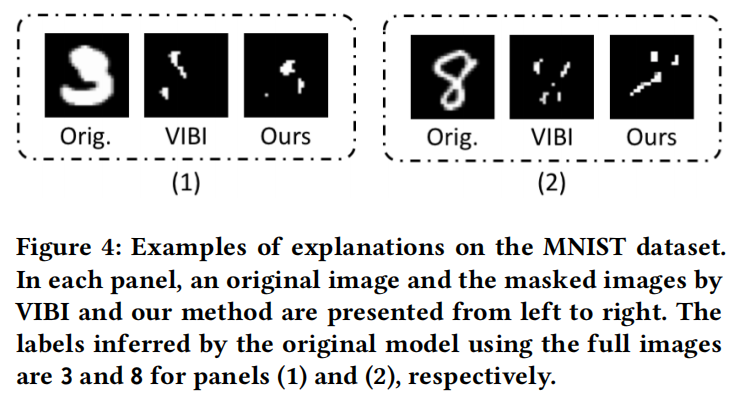 Orig. VIBI Ours Orig. VIBI Ours
(1) (2)
Figure 4: Examples of explanations on the MNIST dataset.
In each panel, an original image and the masked images by
VIBI and our method are presented from left to right. The
labels inferred by the original model using the full images
are 3 and 8 for panels (1) and (2), respectively.